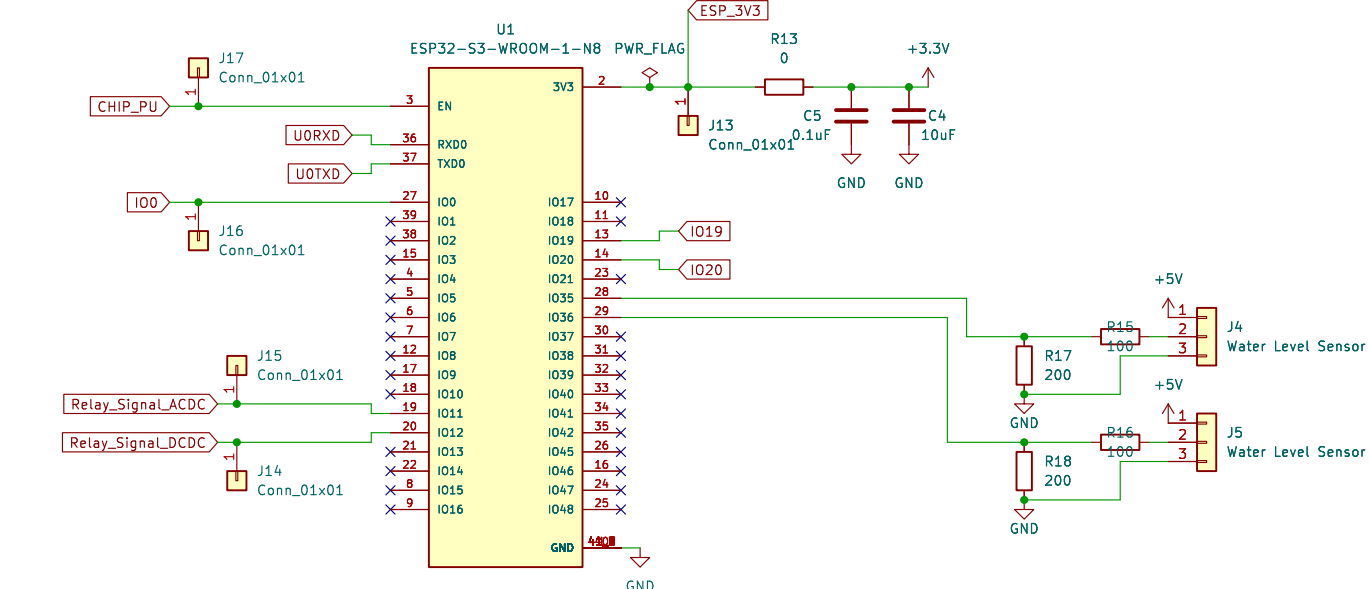 ESP_3V3
U1
ESP32-S3-WROOM-1-N8
PWR_FLAG
R13
0
+3.3V
J17
Conn_01x01
1
CHIP_PU
3
EN
3V3
2
1
J13
Conn_01x01
C5
0.1uF
C4
10uF
GND
GND
U0RXD
36
RXD0
U0TXD
37
TXD0
IO0
27
IO0
1
J16
Conn_01x01
39
IO1
38
IO2
15
IO3
4
IO4
5
IO5
6
IO6
7
IO7
12
IO8
17
IO9
18
IO10
19
IO11
20
IO12
21
IO13
22
IO14
8
IO15
9
IO16
IO17
10
IO18
11
IO19
13
IO19
IO20
14
IO20
IO21
23
IO35
28
IO36
29
IO37
30
IO38
31
IO39
32
IO40
33
IO41
34
IO42
35
IO45
26
IO46
16
IO47
24
IO48
25
GND
GND
J15
Conn_01x01
1
Relay_Signal_ACDC
Relay_Signal_DCDC
1
J14
Conn_01x01
+5V
R15
100
1
2
3
J4
Water Level Sensor
R17
200
GND
+5V
R16
100
1
2
3
J5
Water Level Sensor
R18
200
GND